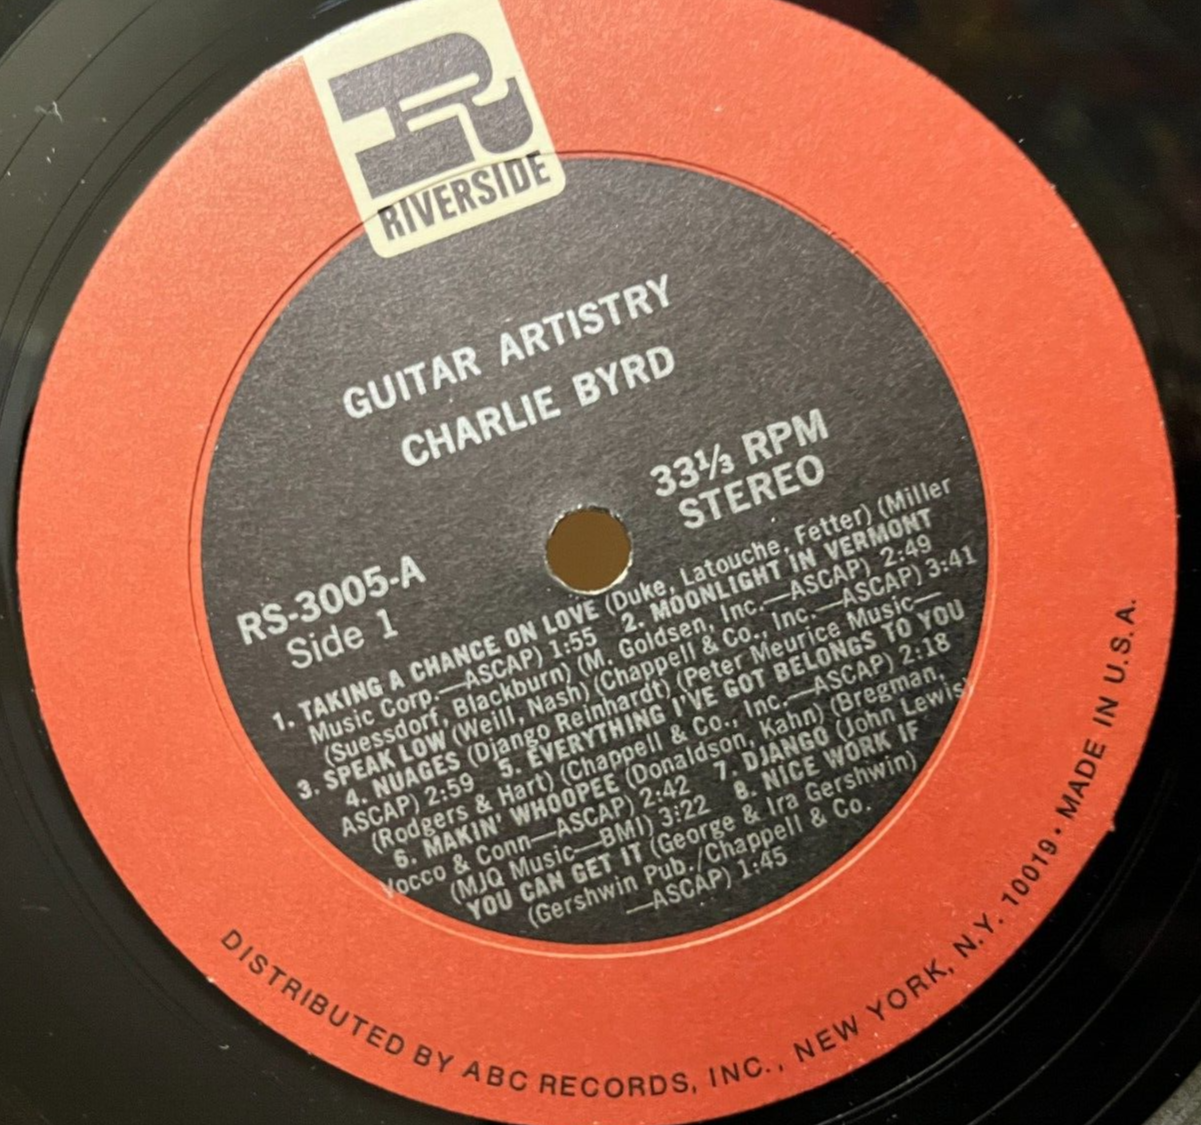 RIVERSIDE
GUITAR ARTISTRY
CHARLIE BYRD
33⅓ RPM
STEREO
RS-3005-A
Side 1
1. TAKING A CHANCE ON LOVE (Duke, Latouche, Fetter) (Miller
Music Corp.—ASCAP) 1:55 2. MOONLIGHT IN VERMONT
(Suessdorf, Blackburn) (M. Goldsen, Inc.—ASCAP) 2:49
3. SPEAK LOW (Weill, Nash) (Chappell & Co., Inc.—ASCAP) 3:41
4. NUAGES (Django Reinhardt) (Peter Meurice Music—
ASCAP) 2:59 5. EVERYTHING I'VE GOT BELONGS TO YOU
(Rodgers & Hart) (Chappell & Co., Inc.—ASCAP) 2:18
6. MAKIN' WHOOPEE (Donaldson, Kahn) (Bregman,
Vocco & Conn—ASCAP) 2:42 7. DJANGO (John Lewis)
(MJQ Music—BMI) 3:22 8. NICE WORK IF
YOU CAN GET IT (George & Ira Gershwin)
(Gershwin Pub./Chappell & Co.
—ASCAP) 1:45
DISTRIBUTED BY ABC RECORDS, INC., NEW YORK, N.Y. 10019 • MADE IN U.S.A.